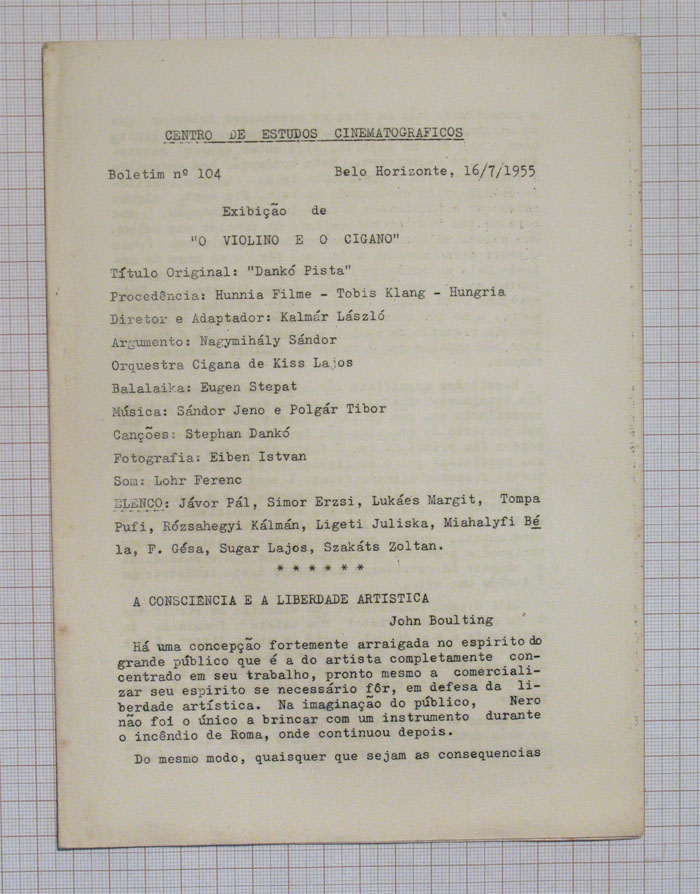 CENTRO DE ESTUDOS CINEMATOGRAFICOS
Boletim nº 104 Belo Horizonte, 16/7/1955
Exibição de
"O VIOLINO E O CIGANO"
Título Original: "Dankó Pista"
Procedência: Hunnia Filme - Tobis Klang - Hungria
Diretor e Adaptador: Kalmár László
Argumento: Nagymihály Sándor
Orquestra Cigana de Kiss Lajos
Balalaika: Eugen Stepat
Música: Sándor Jeno e Polgár Tibor
Canções: Stephan Dankó
Fotografia: Eiben Istvan
Som: Lohr Ferenc
ELENCO: Jávor Pál, Simor Erzsi, Lukáes Margit, Tompa
Pufi, Rózsahegyi Kálmán, Ligeti Juliska, Miahalyfi Bé
la, F. Gésa, Sugar Lajos, Szakáts Zoltan.
* * * * * *
A CONSCIÊNCIA E A LIBERDADE ARTISTICA
John Boulting
Há uma concepção fortemente arraigada no espirito do
grande público que é a do artista completamente con-
centrado em seu trabalho, pronto mesmo a comerciali-
zar seu espirito se necessário fôr, em defesa da li-
berdade artística. Na imaginação do público, Nero
não foi o único a brincar com um instrumento durante
o incêndio de Roma, onde continuou depois.
Do mesmo modo, quaisquer que sejam as consequencias